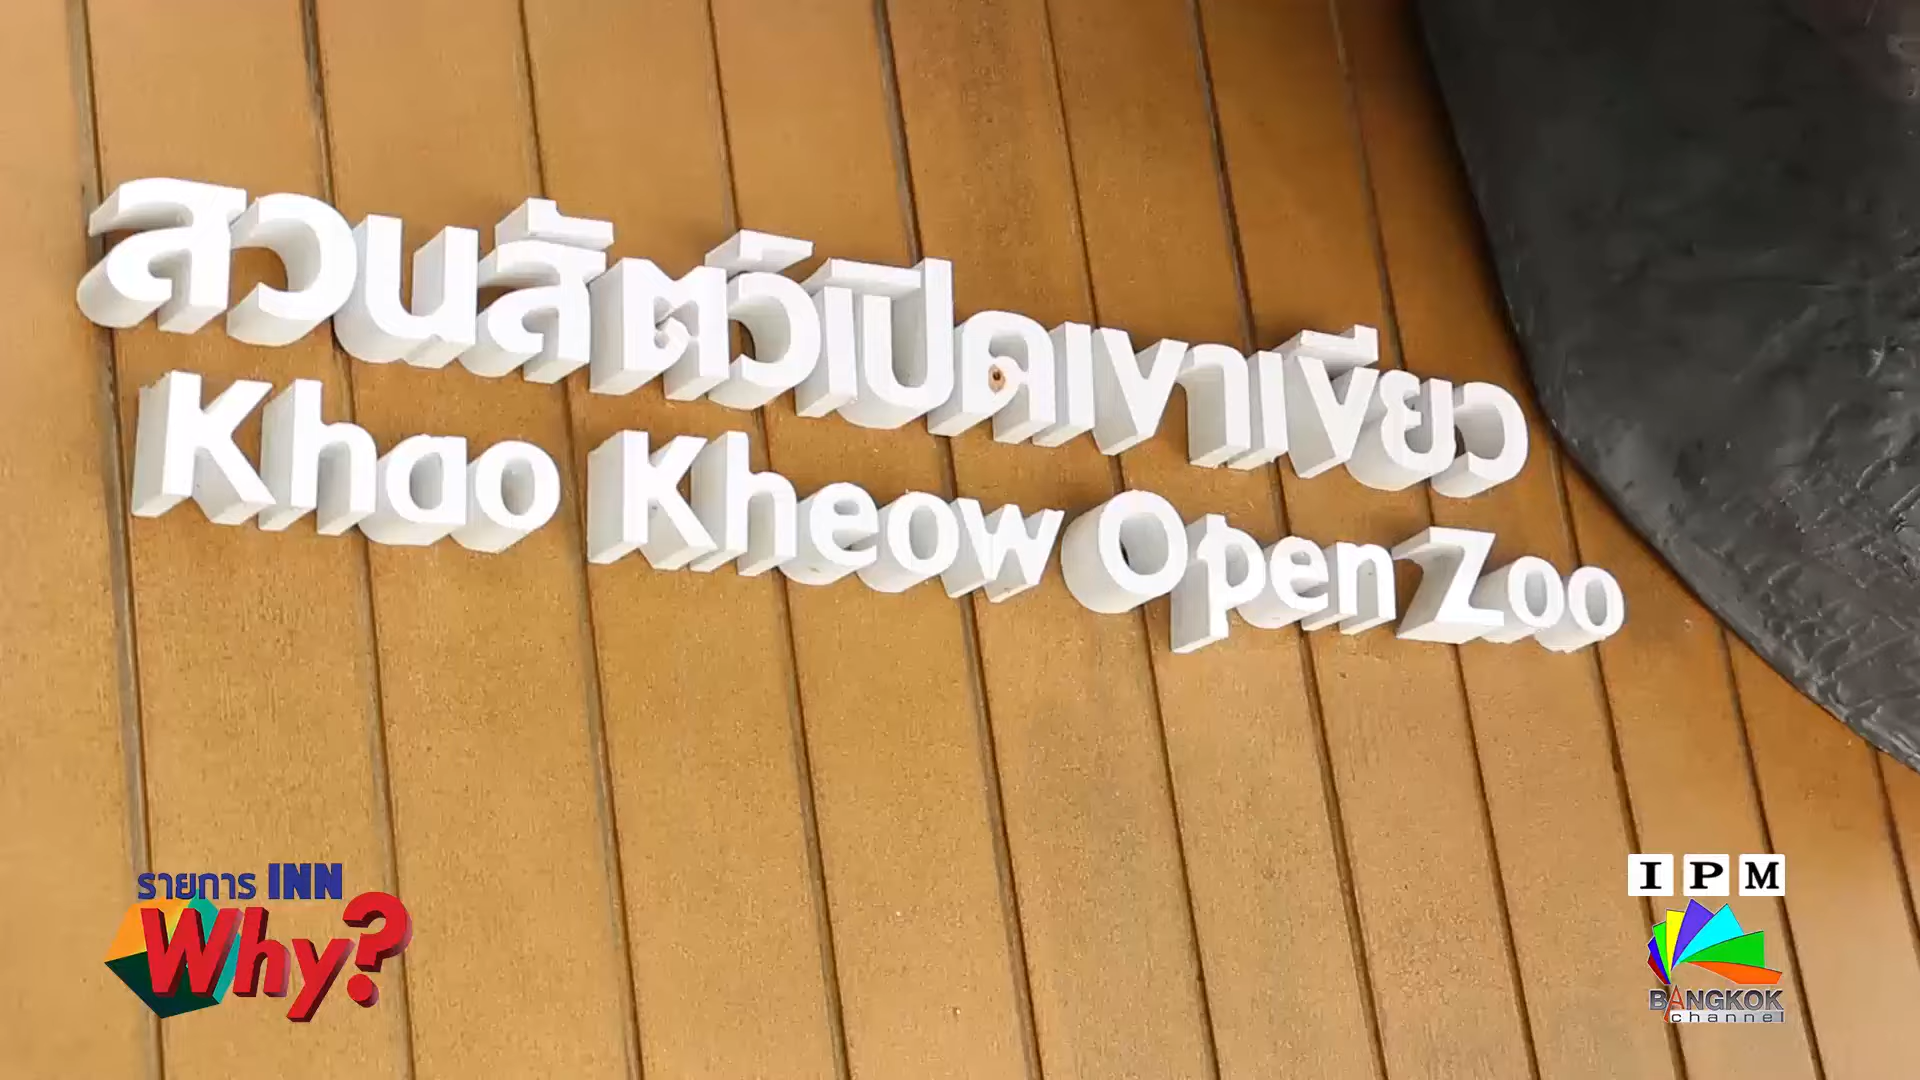 สวนสัตว์เปิดเขาเขียว
Khao Kheow Open Zoo
รายการ INN
Why?
IPM
BANGKOK
channel